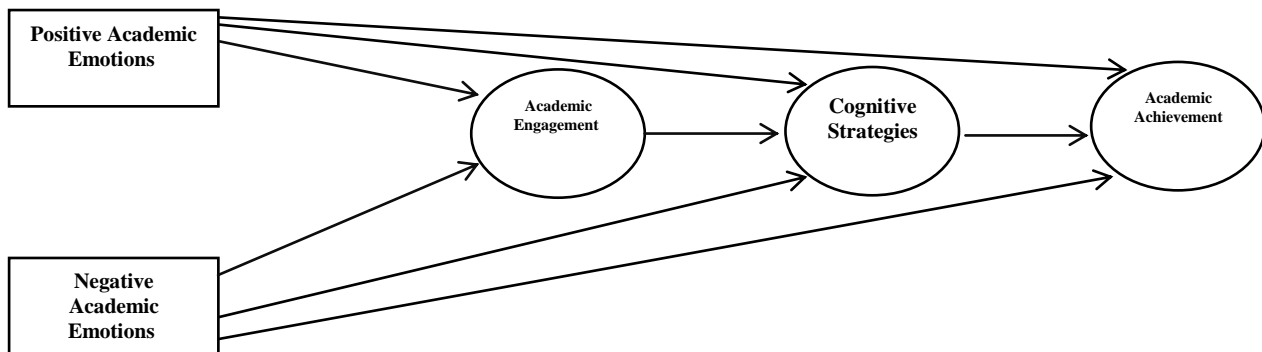 Positive Academic
Emotions
Academic
Engagement
Cognitive
Strategies
Academic
Achievement
Negative
Academic
Emotions